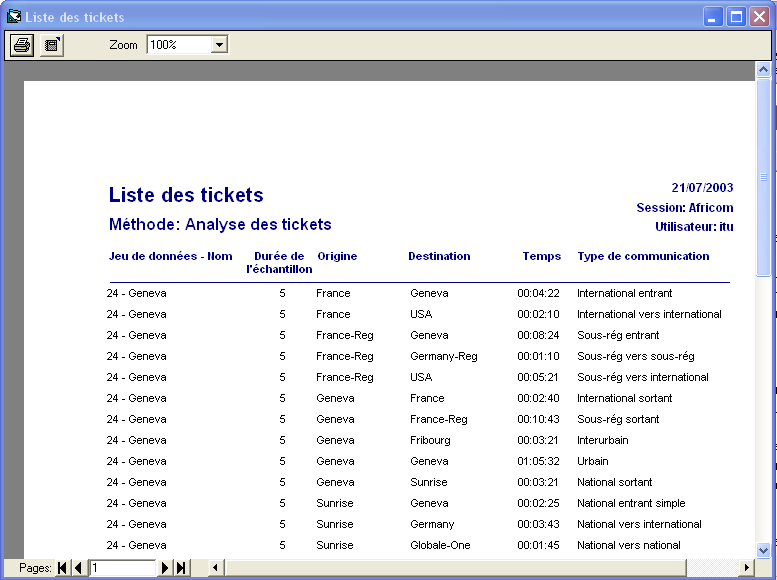 Liste des tickets
Zoom 100%
Liste des tickets 21/07/2003
Session: Africom
Méthode: Analyse des tickets Utilisateur: itu
Jeu de données - Nom Durée de l'échantillon Origine Destination Temps Type de communication
24 - Geneva 5 France Geneva 00:04:22 International entrant
24 - Geneva 5 France USA 00:02:10 International vers international
24 - Geneva 5 France-Reg Geneva 00:08:24 Sous-rég entrant
24 - Geneva 5 France-Reg Germany-Reg 00:01:10 Sous-rég vers sous-rég
24 - Geneva 5 France-Reg USA 00:05:21 Sous-rég vers international
24 - Geneva 5 Geneva France 00:02:40 International sortant
24 - Geneva 5 Geneva France-Reg 00:10:43 Sous-rég sortant
24 - Geneva 5 Geneva Fribourg 00:03:21 Interurbain
24 - Geneva 5 Geneva Geneva 01:05:32 Urbain
24 - Geneva 5 Geneva Sunrise 00:03:21 National sortant
24 - Geneva 5 Sunrise Geneva 00:02:25 National entrant simple
24 - Geneva 5 Sunrise Germany 00:03:43 National vers international
24 - Geneva 5 Sunrise Globale-One 00:01:45 National vers national
Pages: 1